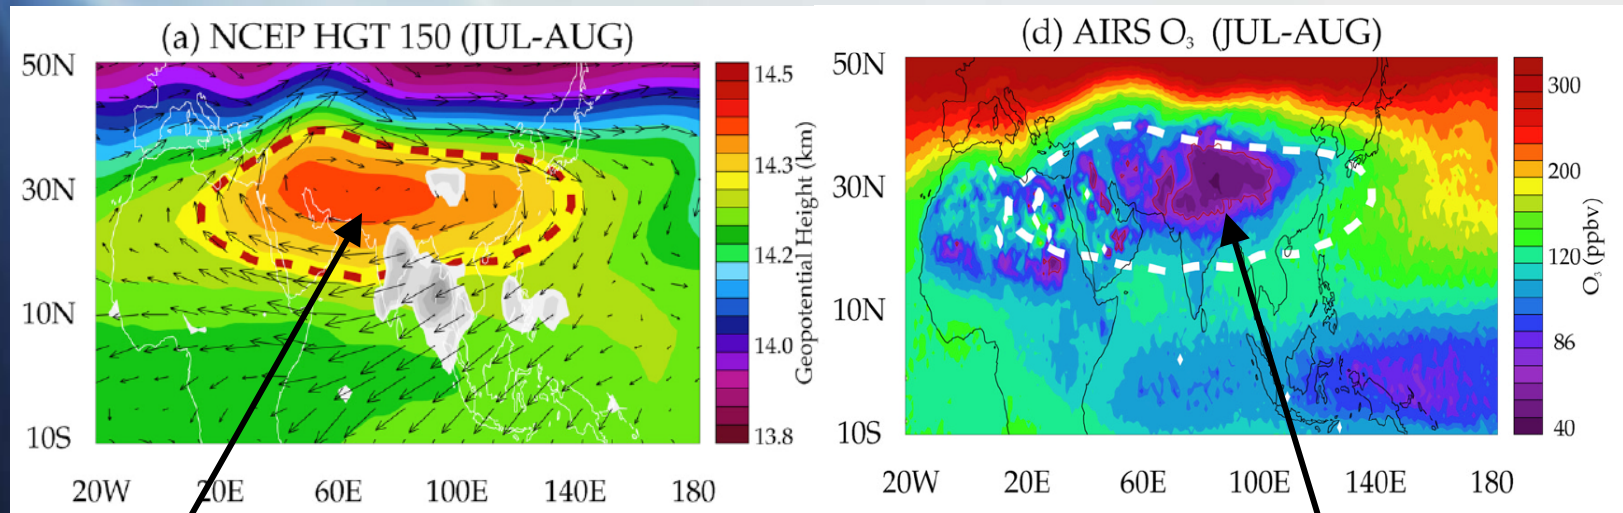 (a) NCEP HGT 150 (JUL-AUG)
50N
30N
10N
10S
20W 20E 60E 100E 140E 180
14.5
14.3
14.2
14.0
13.8
Geopotential Height (km)
(d) AIRS O₃ (JUL-AUG)
50N
30N
10N
10S
20W 20E 60E 100E 140E 180
300
200
120
86
40
O₃ (ppbv)